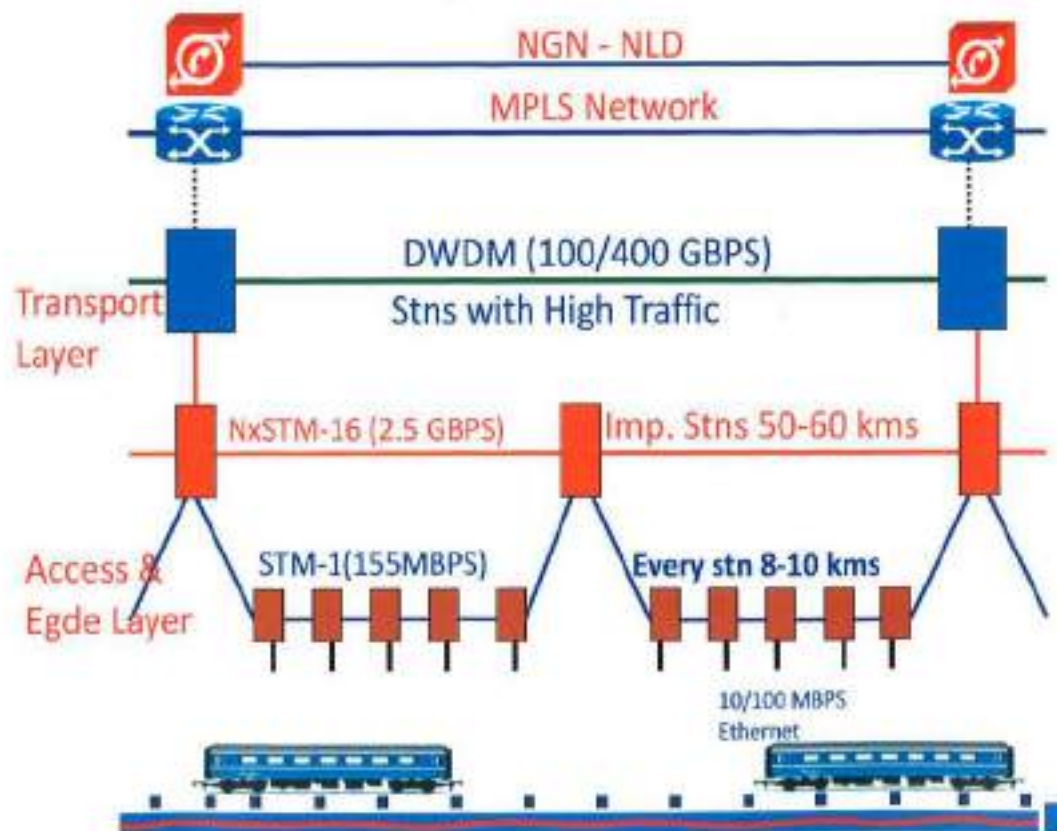 NGN - NLD
MPLS Network
DWDM (100/400 GBPS)
Transport
Layer
Stns with High Traffic
NxSTM-16 (2.5 GBPS)
Imp. Stns 50-60 kms
Access &
Egde Layer
STM-1(155MBPS)
Every stn 8-10 kms
10/100 MBPS
Ethernet